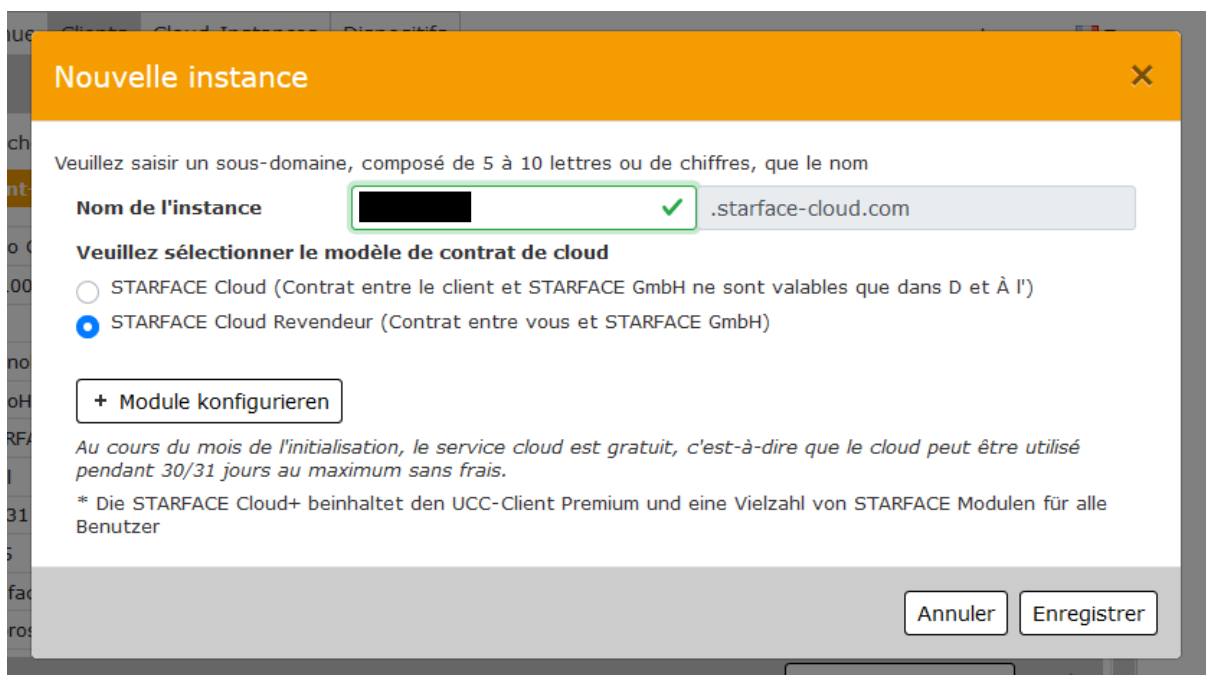 Clients Cloud-Instances Dispositifs
Nouvelle instance
Veuillez saisir un sous-domaine, composé de 5 à 10 lettres ou de chiffres, que le nom
Nom de l'instance .starface-cloud.com
Veuillez sélectionner le modèle de contrat de cloud
STARFACE Cloud (Contrat entre le client et STARFACE GmbH ne sont valables que dans D et À l')
STARFACE Cloud Revendeur (Contrat entre vous et STARFACE GmbH)
+ Module konfigurieren
Au cours du mois de l'initialisation, le service cloud est gratuit, c'est-à-dire que le cloud peut être utilisé
pendant 30/31 jours au maximum sans frais.
* Die STARFACE Cloud+ beinhaltet den UCC-Client Premium und eine Vielzahl von STARFACE Modulen für alle
Benutzer
Annuler Enregistrer